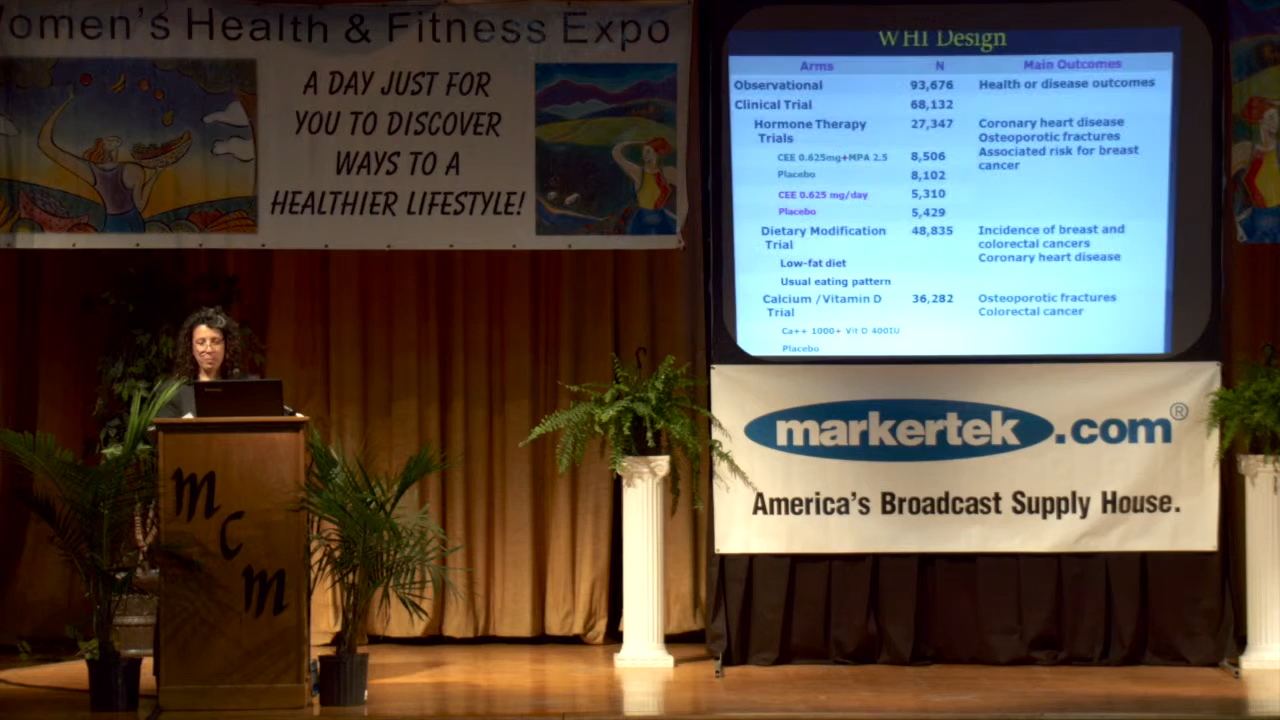 omen's Health & Fitness Expo
A DAY JUST FOR
YOU TO DISCOVER
WAYS TO A
HEALTHIER LIFESTYLE!
WHI Design
Arms N Main Outcomes
Observational 93,676 Health or disease outcomes
Clinical Trial 68,132
Hormone Therapy Trials 27,347 Coronary heart disease
Osteoporotic fractures
Associated risk for breast
cancer
CEE 0.625mg+MPA 2.5 8,506
Placebo 8,102
CEE 0.625 mg/day 5,310
Placebo 5,429
Dietary Modification 48,835 Incidence of breast and
Trial colorectal cancers
Coronary heart disease
Low-fat diet
Usual eating pattern
Calcium /Vitamin D 36,282 Osteoporotic fractures
Trial Colorectal cancer
Ca++ 1000+ Vit D 400IU
Placebo
markertek.com®
America's Broadcast Supply House.
m
c
m